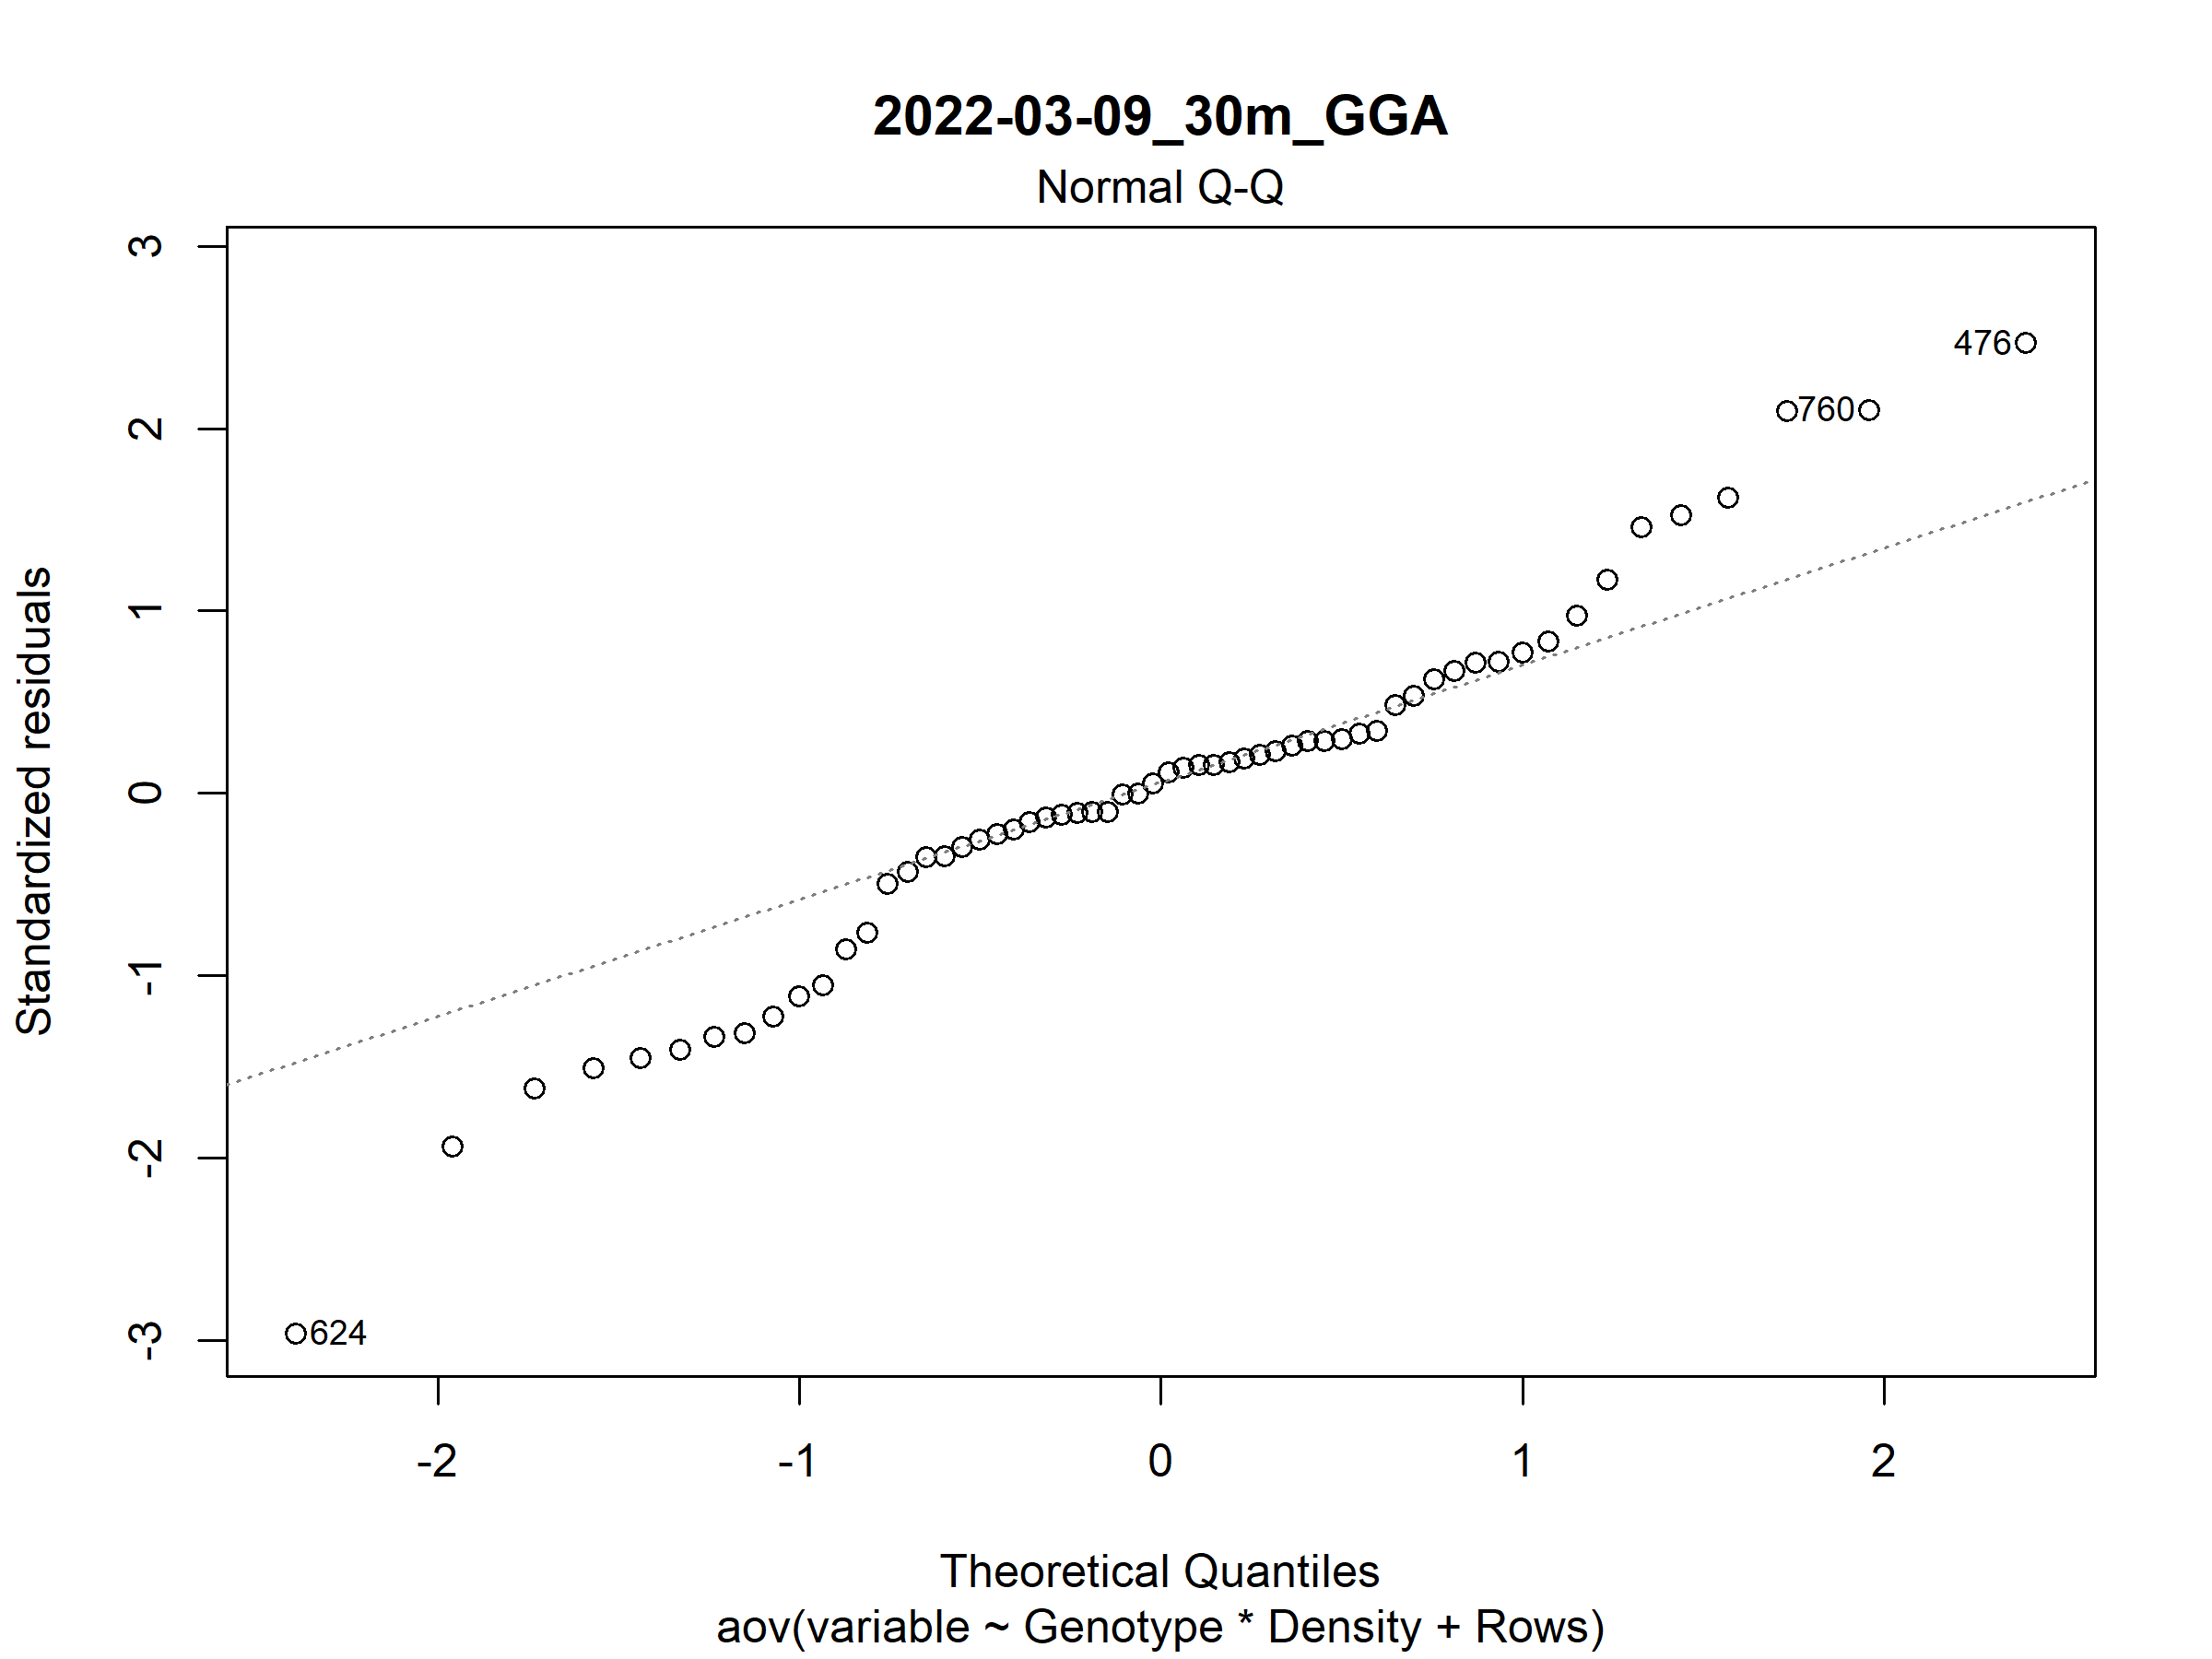 2022-03-09_30m_GGA
Normal Q-Q
Standardized residuals
3
2
1
0
-1
-2
-3
476
760
624
-2 -1 0 1 2
Theoretical Quantiles
aov(variable ~ Genotype * Density + Rows)